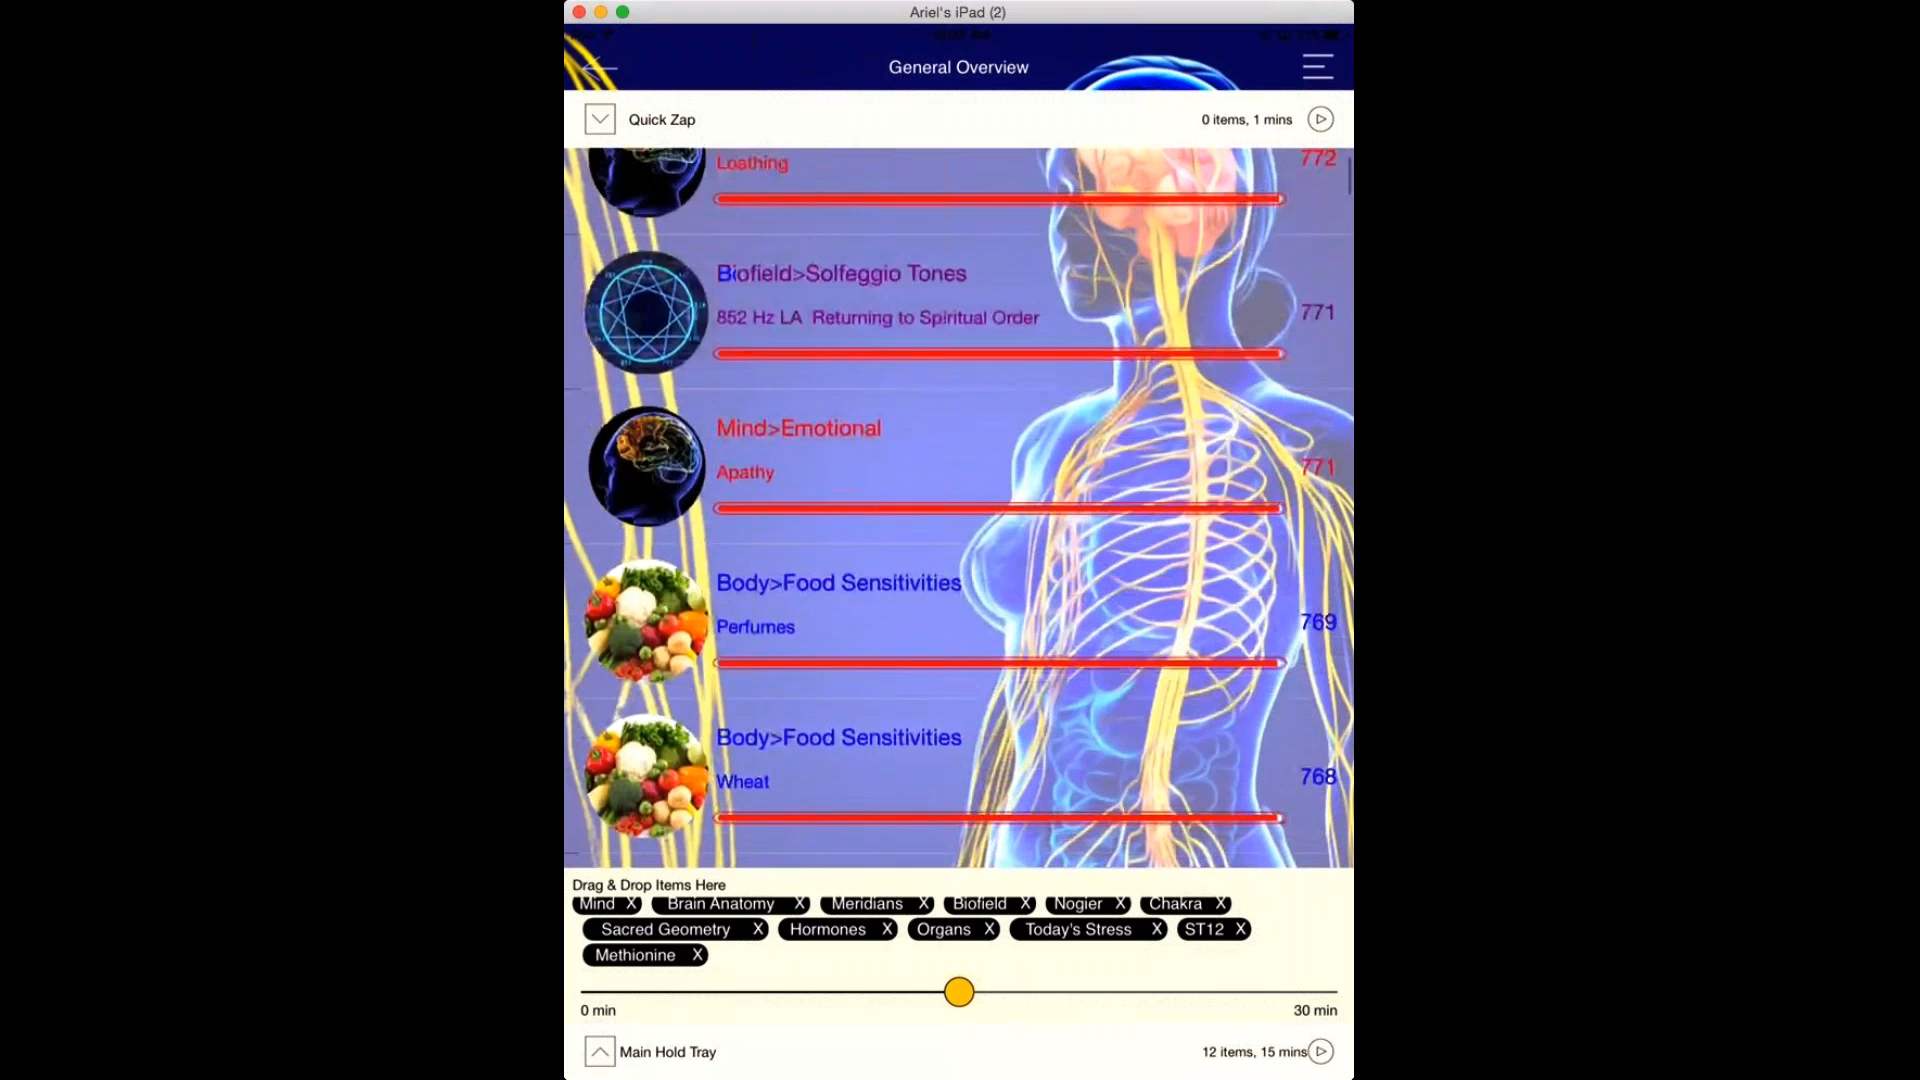 Ariel's iPad (2)
General Overview
Quick Zap
0 items, 1 mins
Loathing
772
Biofield>Solfeggio Tones
852 Hz LA  Returning to Spiritual Order
771
Mind>Emotional
Apathy
771
Body>Food Sensitivities
Perfumes
769
Body>Food Sensitivities
Wheat
768
Drag & Drop Items Here
Mind X Brain Anatomy X Meridians X Biofield X Nogier X Chakra X
Sacred Geometry X Hormones X Organs X Today's Stress X ST12 X
Methionine X
0 min
30 min
Main Hold Tray
12 items, 15 mins